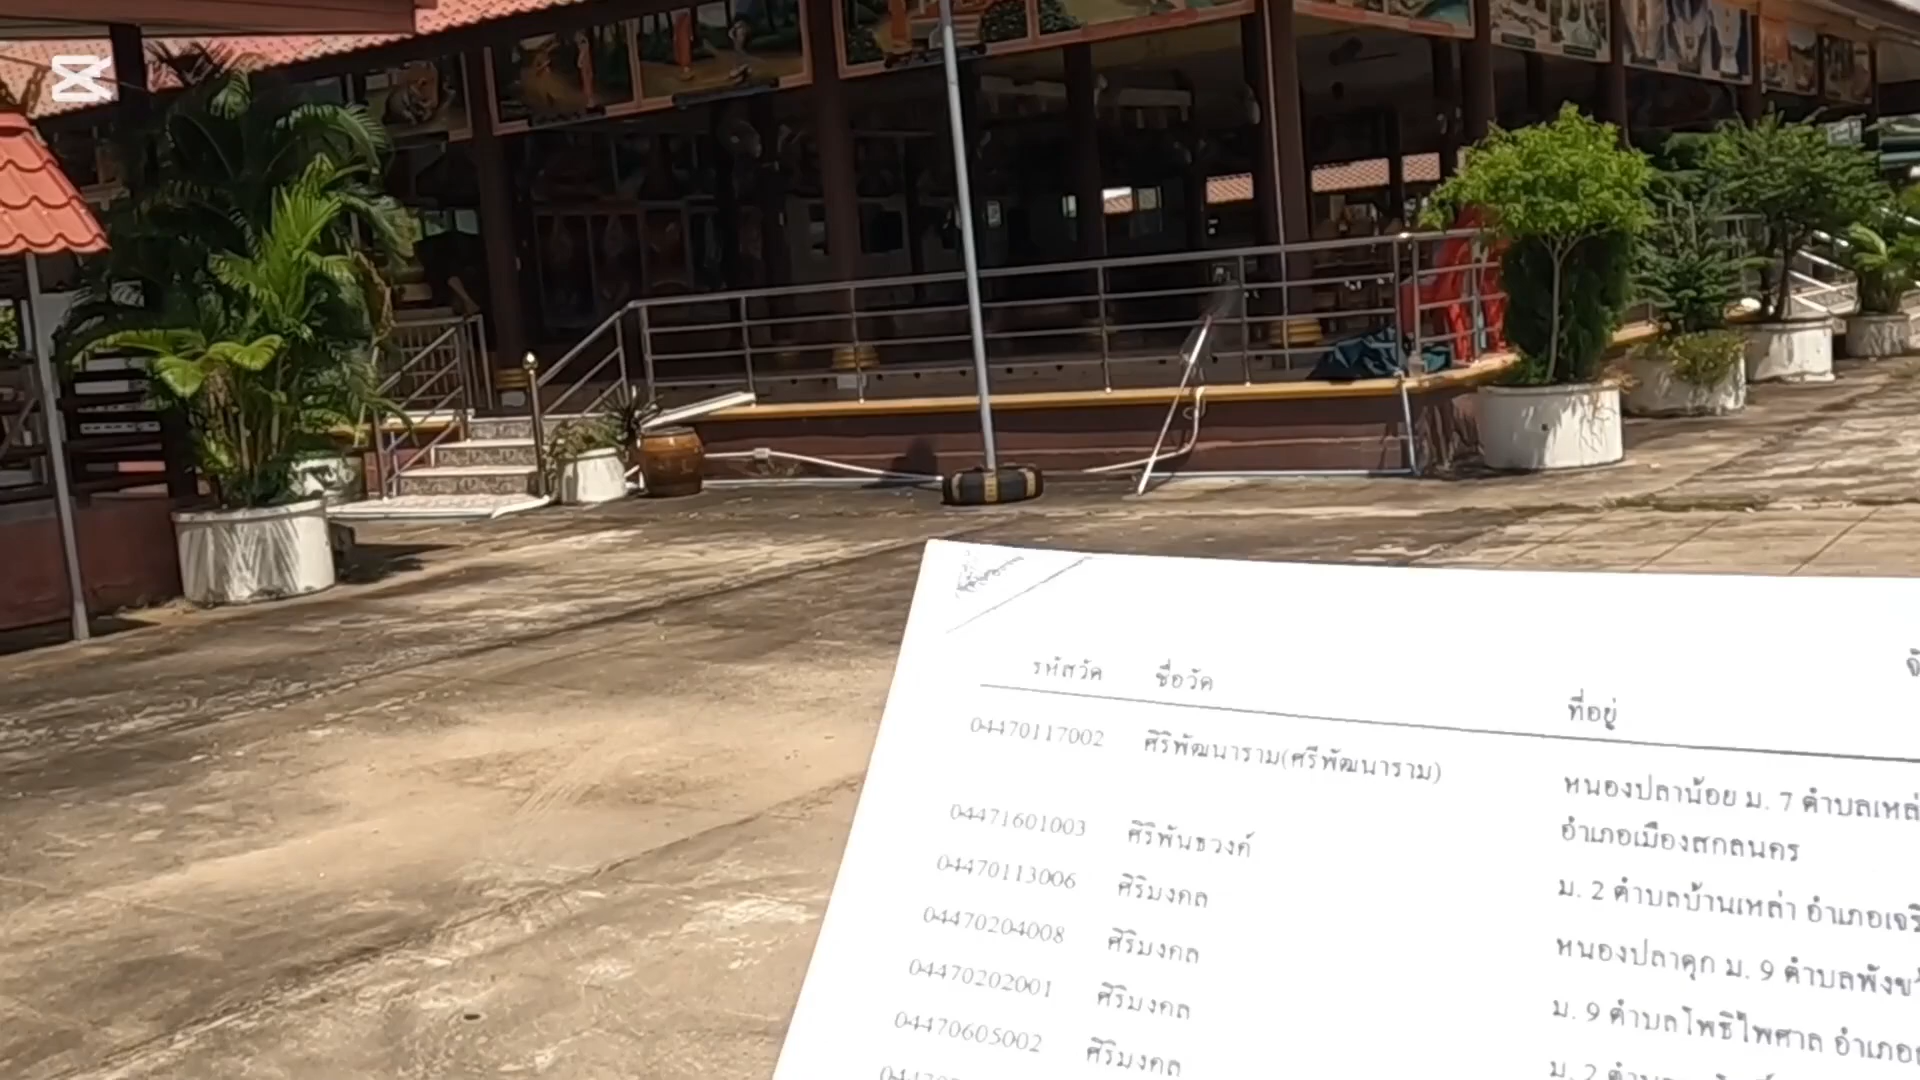 รหัสวัด ชื่อวัด ที่อยู่
04470117002 ศิริพัฒนาราม(ศรีพัฒนาราม) หนองปลาน้อย ม. 7 ตำบลเหล่
อำเภอเมืองสกลนคร
04471601003 ศิริพันธวงค์ ม. 2 ตำบลบ้านเหล่า อำเภอเจริ
04470113006 ศิริมงคล หนองปลาดุก ม. 9 ตำบลพังขว้
04470204008 ศิริมงคล ม. 9 ตำบลโพธิไพศาล อำเภอ
04470202001 ศิริมงคล ม. 2
04470605002 ศิริมงคล